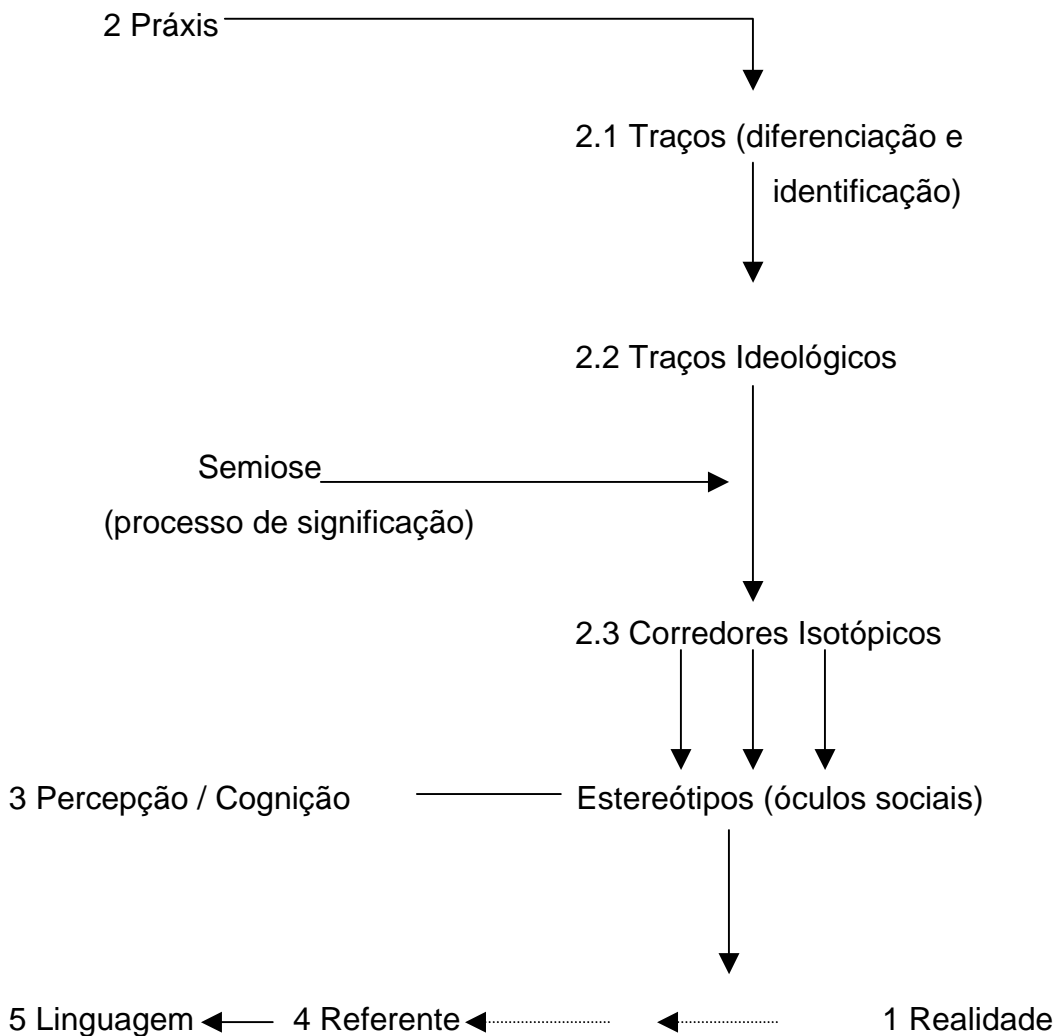 2 Práxis
2.1 Traços (diferenciação e
identificação)
2.2 Traços Ideológicos
Semiose
(processo de significação)
2.3 Corredores Isotópicos
3 Percepção / Cognição Estereótipos (óculos sociais)
5 Linguagem 4 Referente 1 Realidade